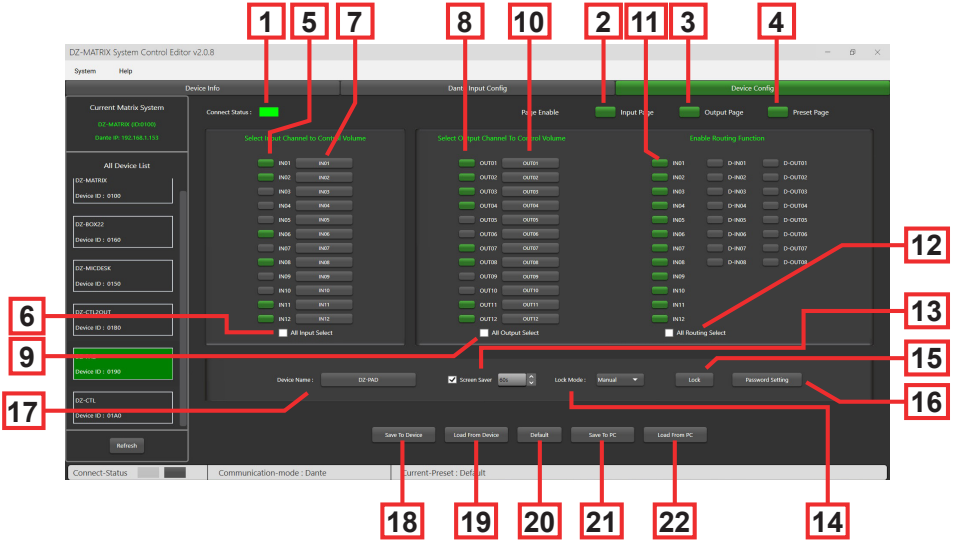 1 5 7 8 10 2 11 3 4
DZ-MATRIX System Control Editor v2.0.8
System Help
Device Info Dante Input Config Device Config
Current Matrix System
DZ-MATRIX (ID:0100)
Dante IP: 192.168.1.153
Connect Status : Page Enable Input Page Output Page Preset Page
Select Input Channel to Control Volume Select Output Channel To Control Volume Enable Routing Function
All Device List
DZ-MATRIX
Device ID : 0100
DZ-BOX22
Device ID : 0160
DZ-MICDESK
Device ID : 0150
DZ-CTL2OUT
Device ID : 0180
Device ID : 0190
DZ-CTL
Device ID : 01A0
Refresh
IN01 IN01 OUT01 OUT01 IN01 D-IN01 D-OUT01
IN02 IN02 OUT02 OUT02 IN02 D-IN02 D-OUT02
IN03 IN03 OUT03 OUT03 IN03 D-IN03 D-OUT03
IN04 IN04 OUT04 OUT04 IN04 D-IN04 D-OUT04
IN05 IN05 OUT05 OUT05 IN05 D-IN05 D-OUT05
IN06 IN06 OUT06 OUT06 IN06 D-IN06 D-OUT06
IN07 IN07 OUT07 OUT07 IN07 D-IN07 D-OUT07
IN08 IN08 OUT08 OUT08 IN08 D-IN08 D-OUT08
IN09 IN09 OUT09 OUT09 IN09
IN10 IN10 OUT10 OUT10 IN10
IN11 IN11 OUT11 OUT11 IN11
IN12 IN12 OUT12 OUT12 IN12
All Input Select All Output Select All Routing Select
12
13
6
9
15
16
17
Device Name : DZ-PAD Screen Saver 60s Lock Mode : Manual Lock Password Setting
Save To Device Load From Device Default Save To PC Load From PC
Connect-Status Communication-mode : Dante Current-Preset : Default
18 19 20 21 22 14